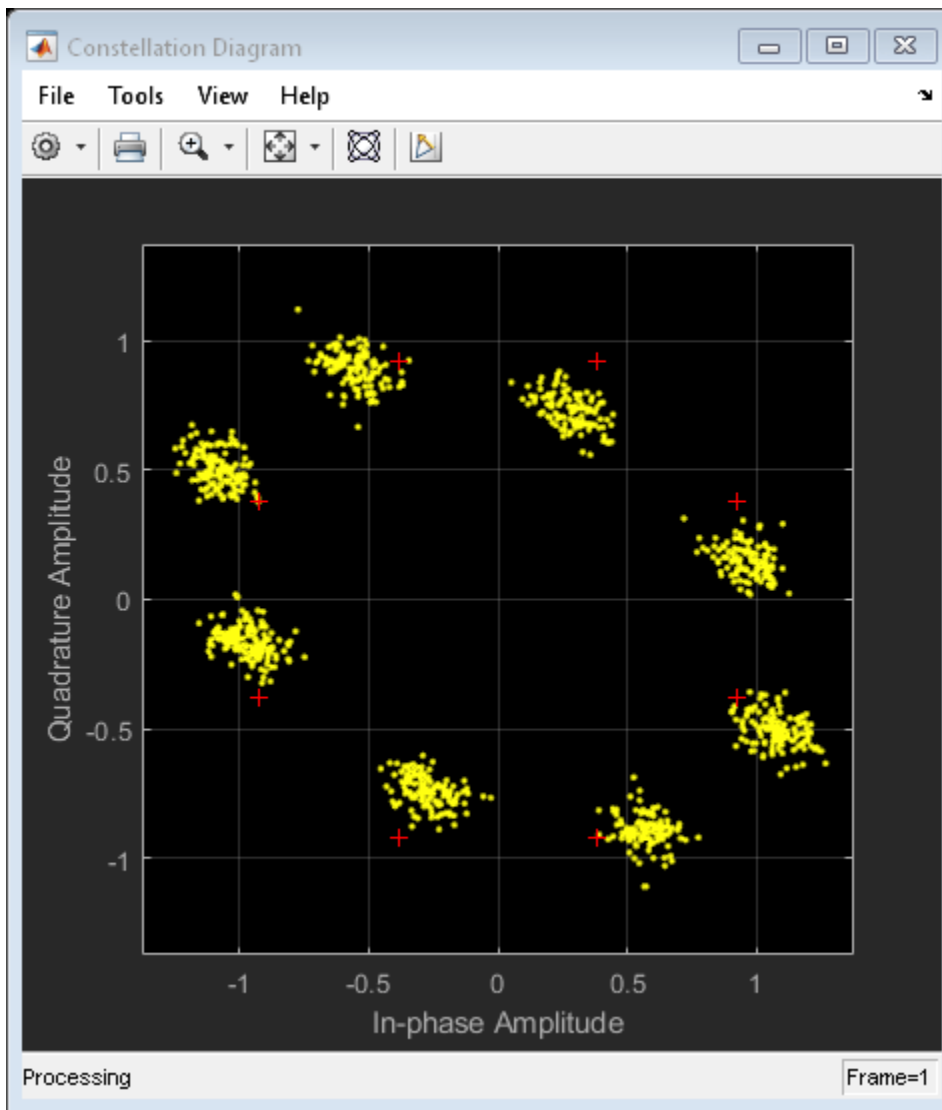 Constellation Diagram
File Tools View Help
1
0.5
0
-0.5
-1
Quadrature Amplitude
-1 -0.5 0 0.5 1
In-phase Amplitude
Processing Frame=1